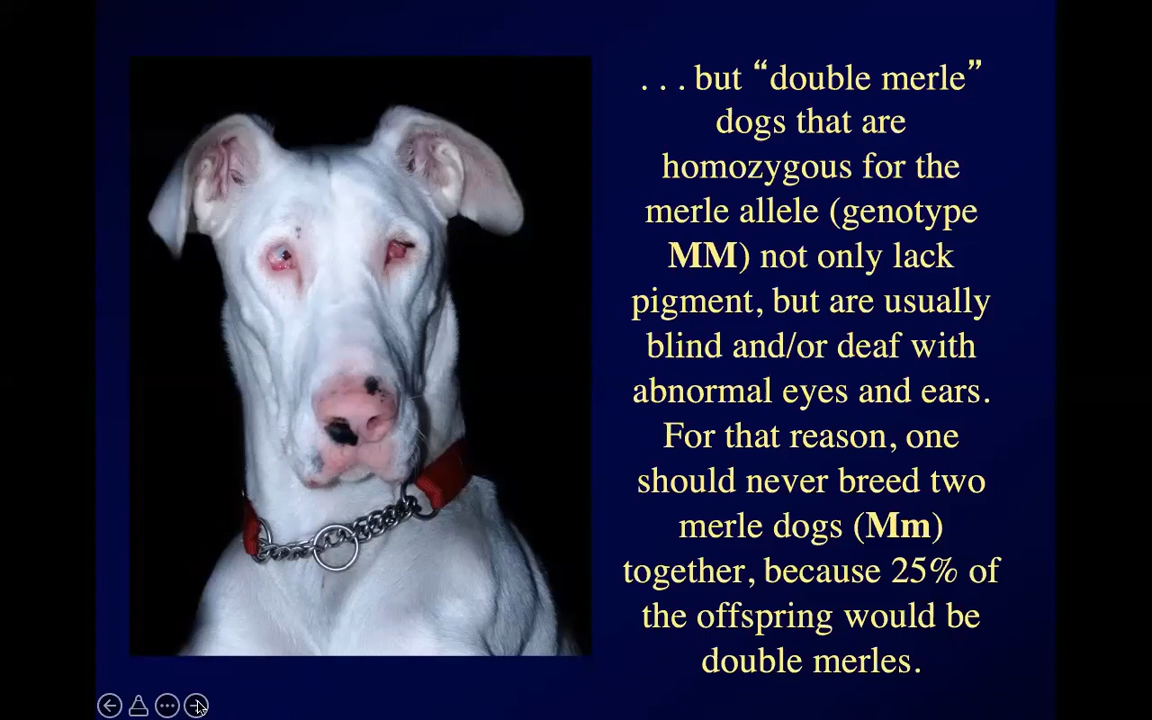 . . . but “double merle”
dogs that are
homozygous for the
merle allele (genotype
MM) not only lack
pigment, but are usually
blind and/or deaf with
abnormal eyes and ears.
For that reason, one
should never breed two
merle dogs (Mm)
together, because 25% of
the offspring would be
double merles.